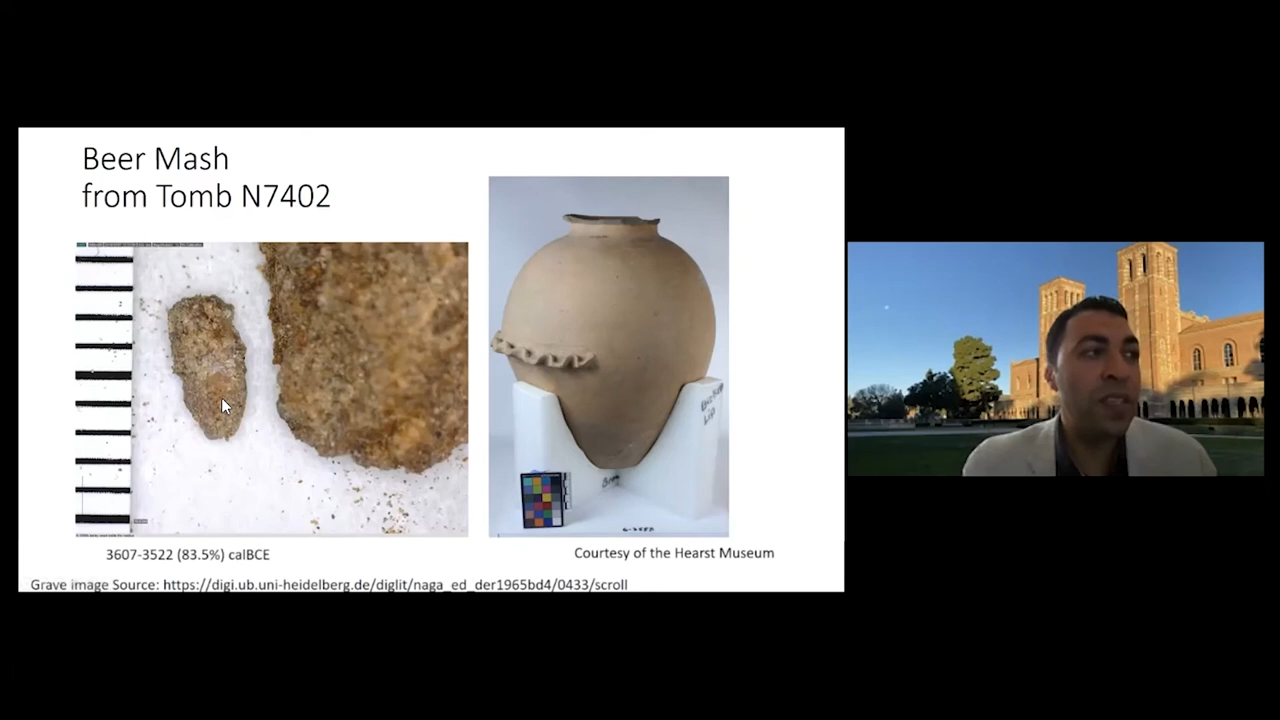 Beer Mash
from Tomb N7402
3607-3522 (83.5%) calBCE
Courtesy of the Hearst Museum
Grave image Source: https://digi.ub.uni-heidelberg.de/diglit/naga_ed_der1965bd4/0433/scroll